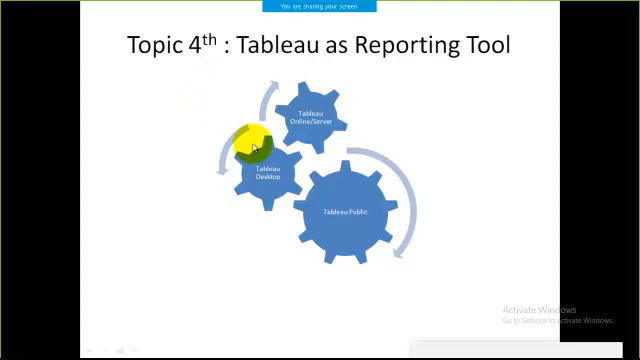 You are sharing your screen
Topic 4th : Tableau as Reporting Tool
Tableau
Online/Server
Tableau
Desktop
Tableau Public
Activate Windows
Go to Settings to activate Windows.